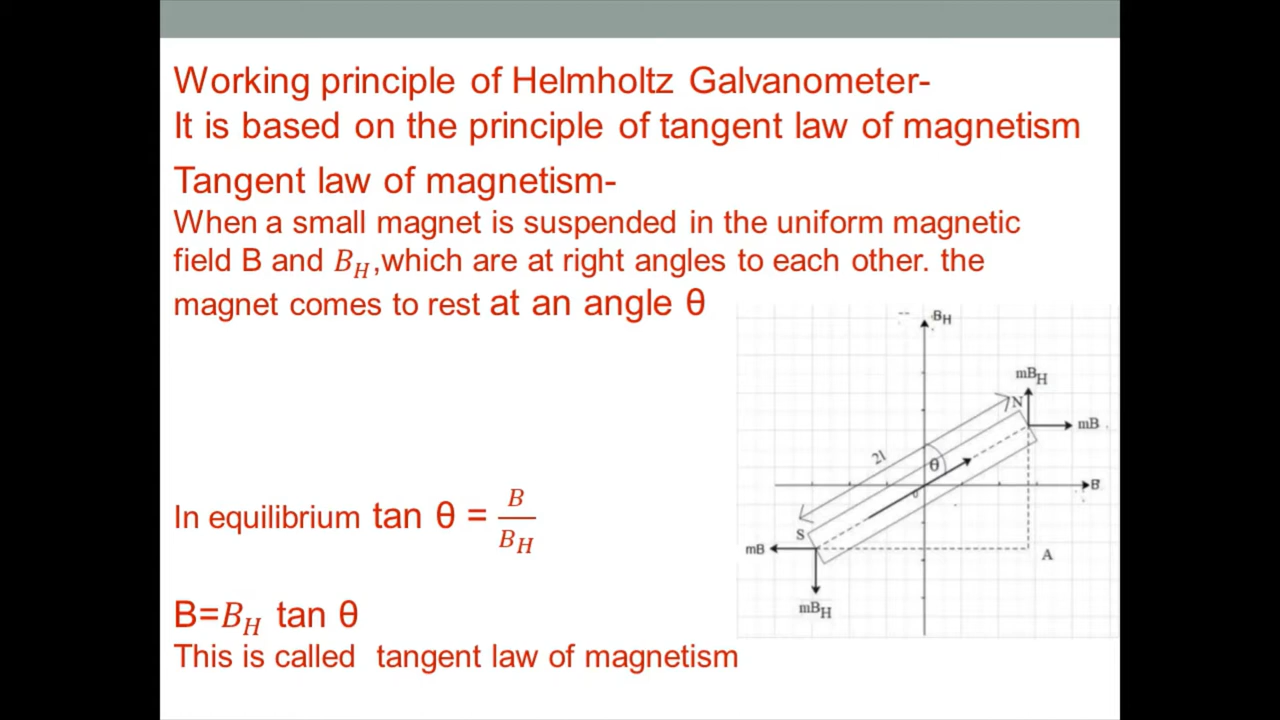 Working principle of Helmholtz Galvanometer-
It is based on the principle of tangent law of magnetism
Tangent law of magnetism-
When a small magnet is suspended in the uniform magnetic
field B and B_H,which are at right angles to each other. the
magnet comes to rest at an angle θ
B_H
mB_H
N
mB
2l
θ
B
o
S
mB
A
mB_H
In equilibrium tan θ = B/B_H
B=B_H tan θ
This is called tangent law of magnetism